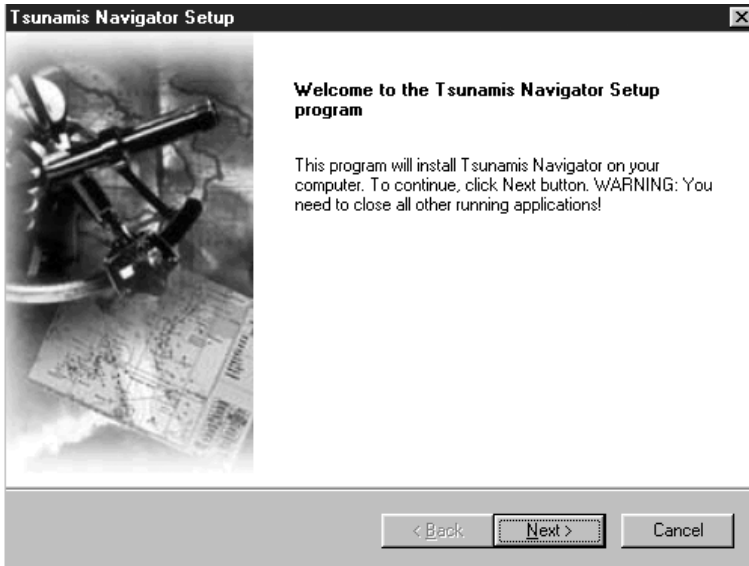 Tsunamis Navigator Setup
Welcome to the Tsunamis Navigator Setup
program
This program will install Tsunamis Navigator on your
computer. To continue, click Next button. WARNING: You
need to close all other running applications!
< Back
Next >
Cancel